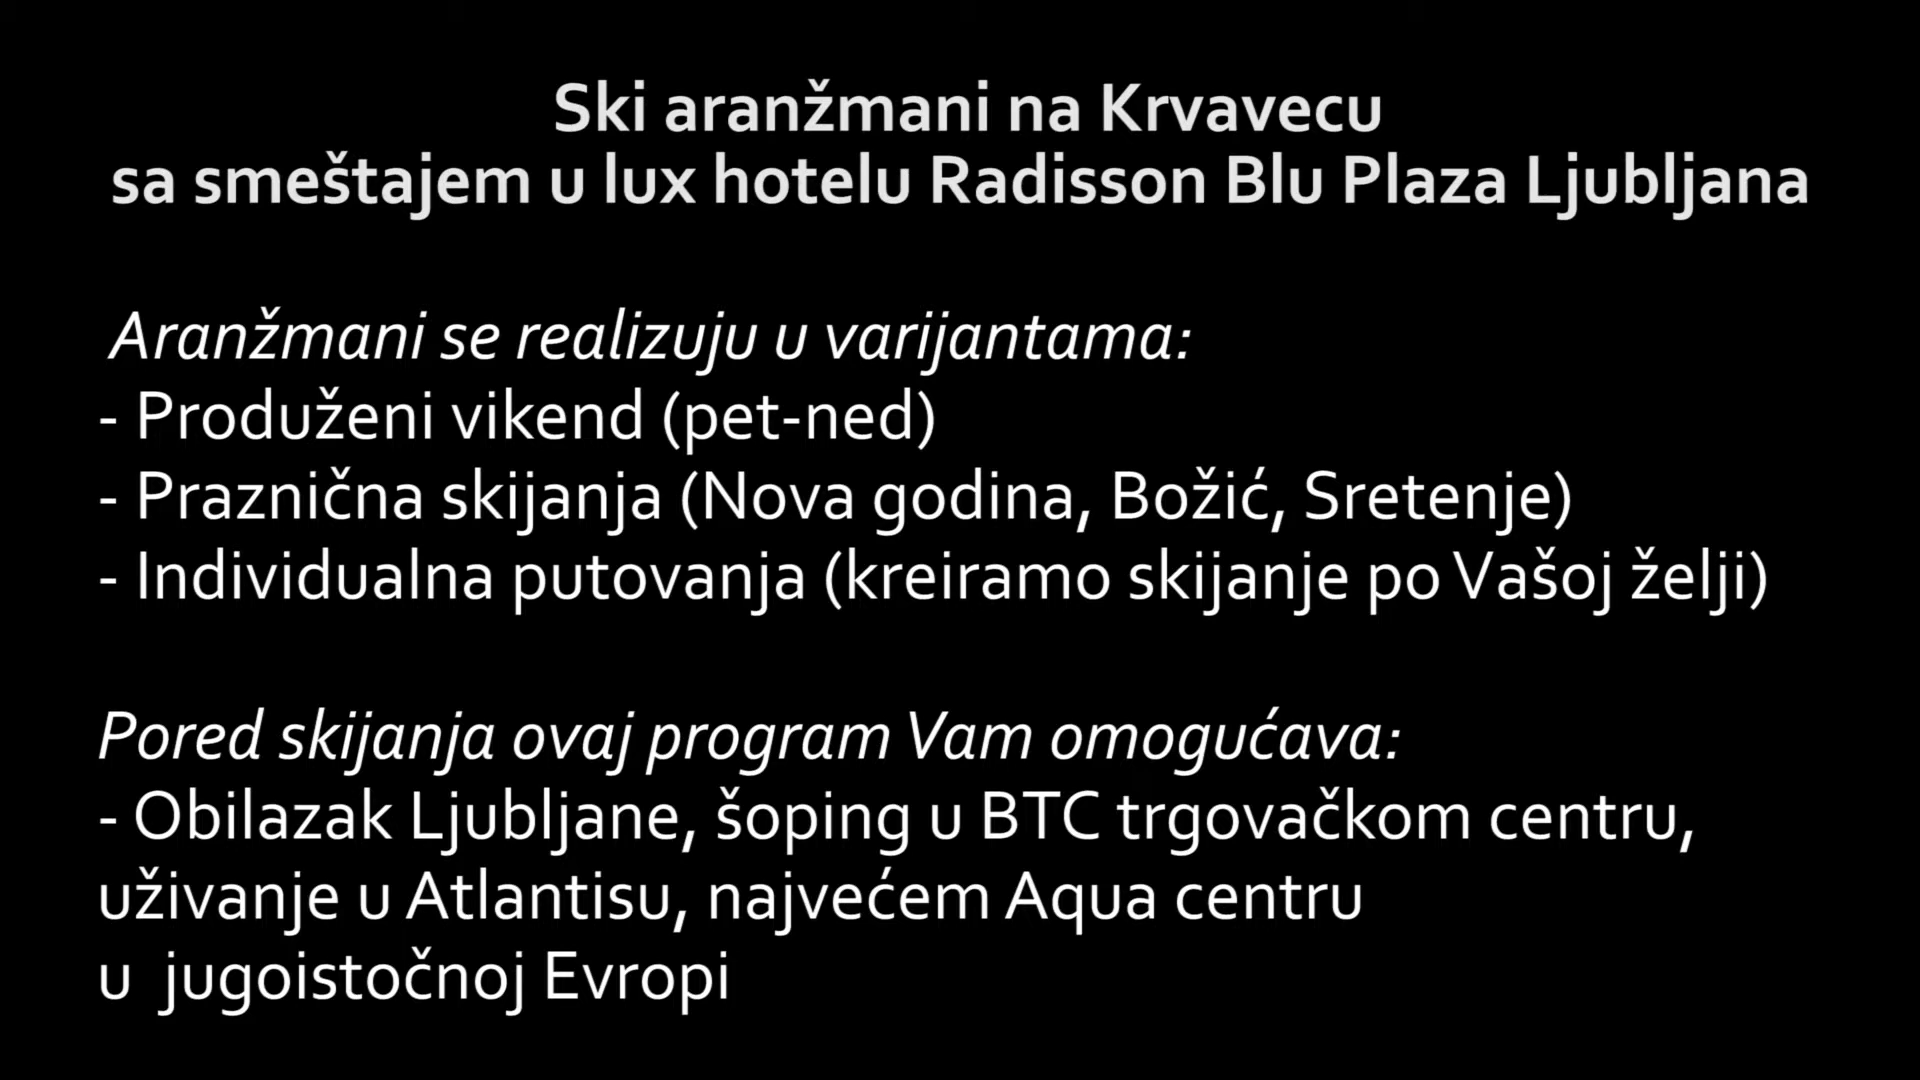 Ski aranžmani na Krvavecu
sa smeštajem u lux hotelu Radisson Blu Plaza Ljubljana
Aranžmani se realizuju u varijantama:
- Produženi vikend (pet-ned)
- Praznična skijanja (Nova godina, Božić, Sretenje)
- Individualna putovanja (kreiramo skijanje po Vašoj želji)
Pored skijanja ovaj program Vam omogućava:
- Obilazak Ljubljane, šoping u BTC trgovačkom centru,
uživanje u Atlantisu, najvećem Aqua centru
u  jugoistočnoj Evropi